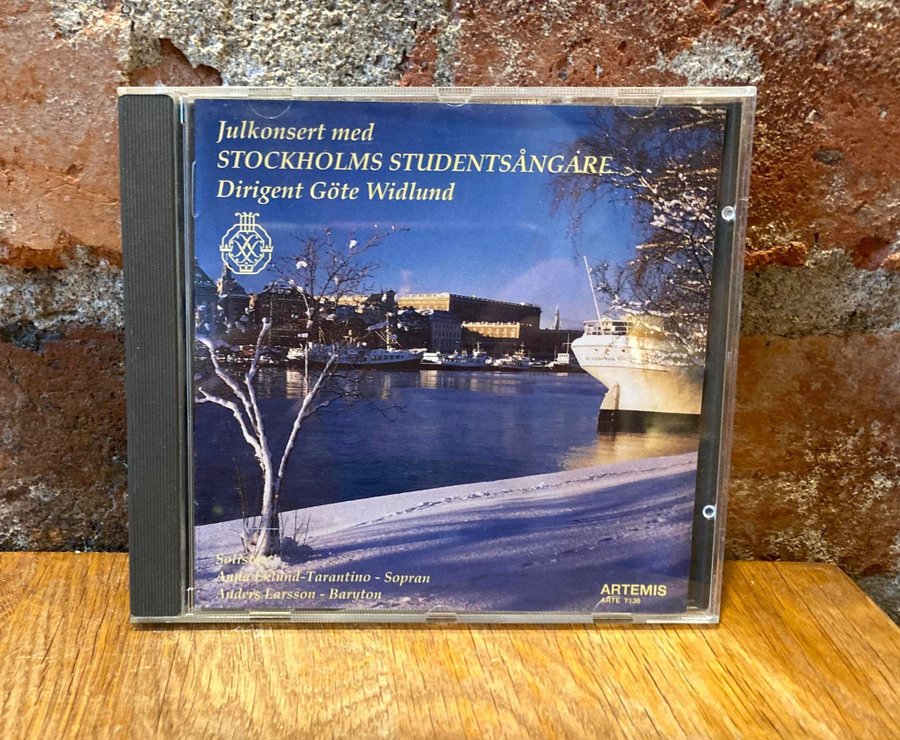 Julkonsert med
STOCKHOLMS STUDENTSÅNGARE
Dirigent Göte Widlund
Solister:
Anna Eklund-Tarantino - Sopran
Anders Larsson - Baryton
ARTEMIS
ARTE 7138